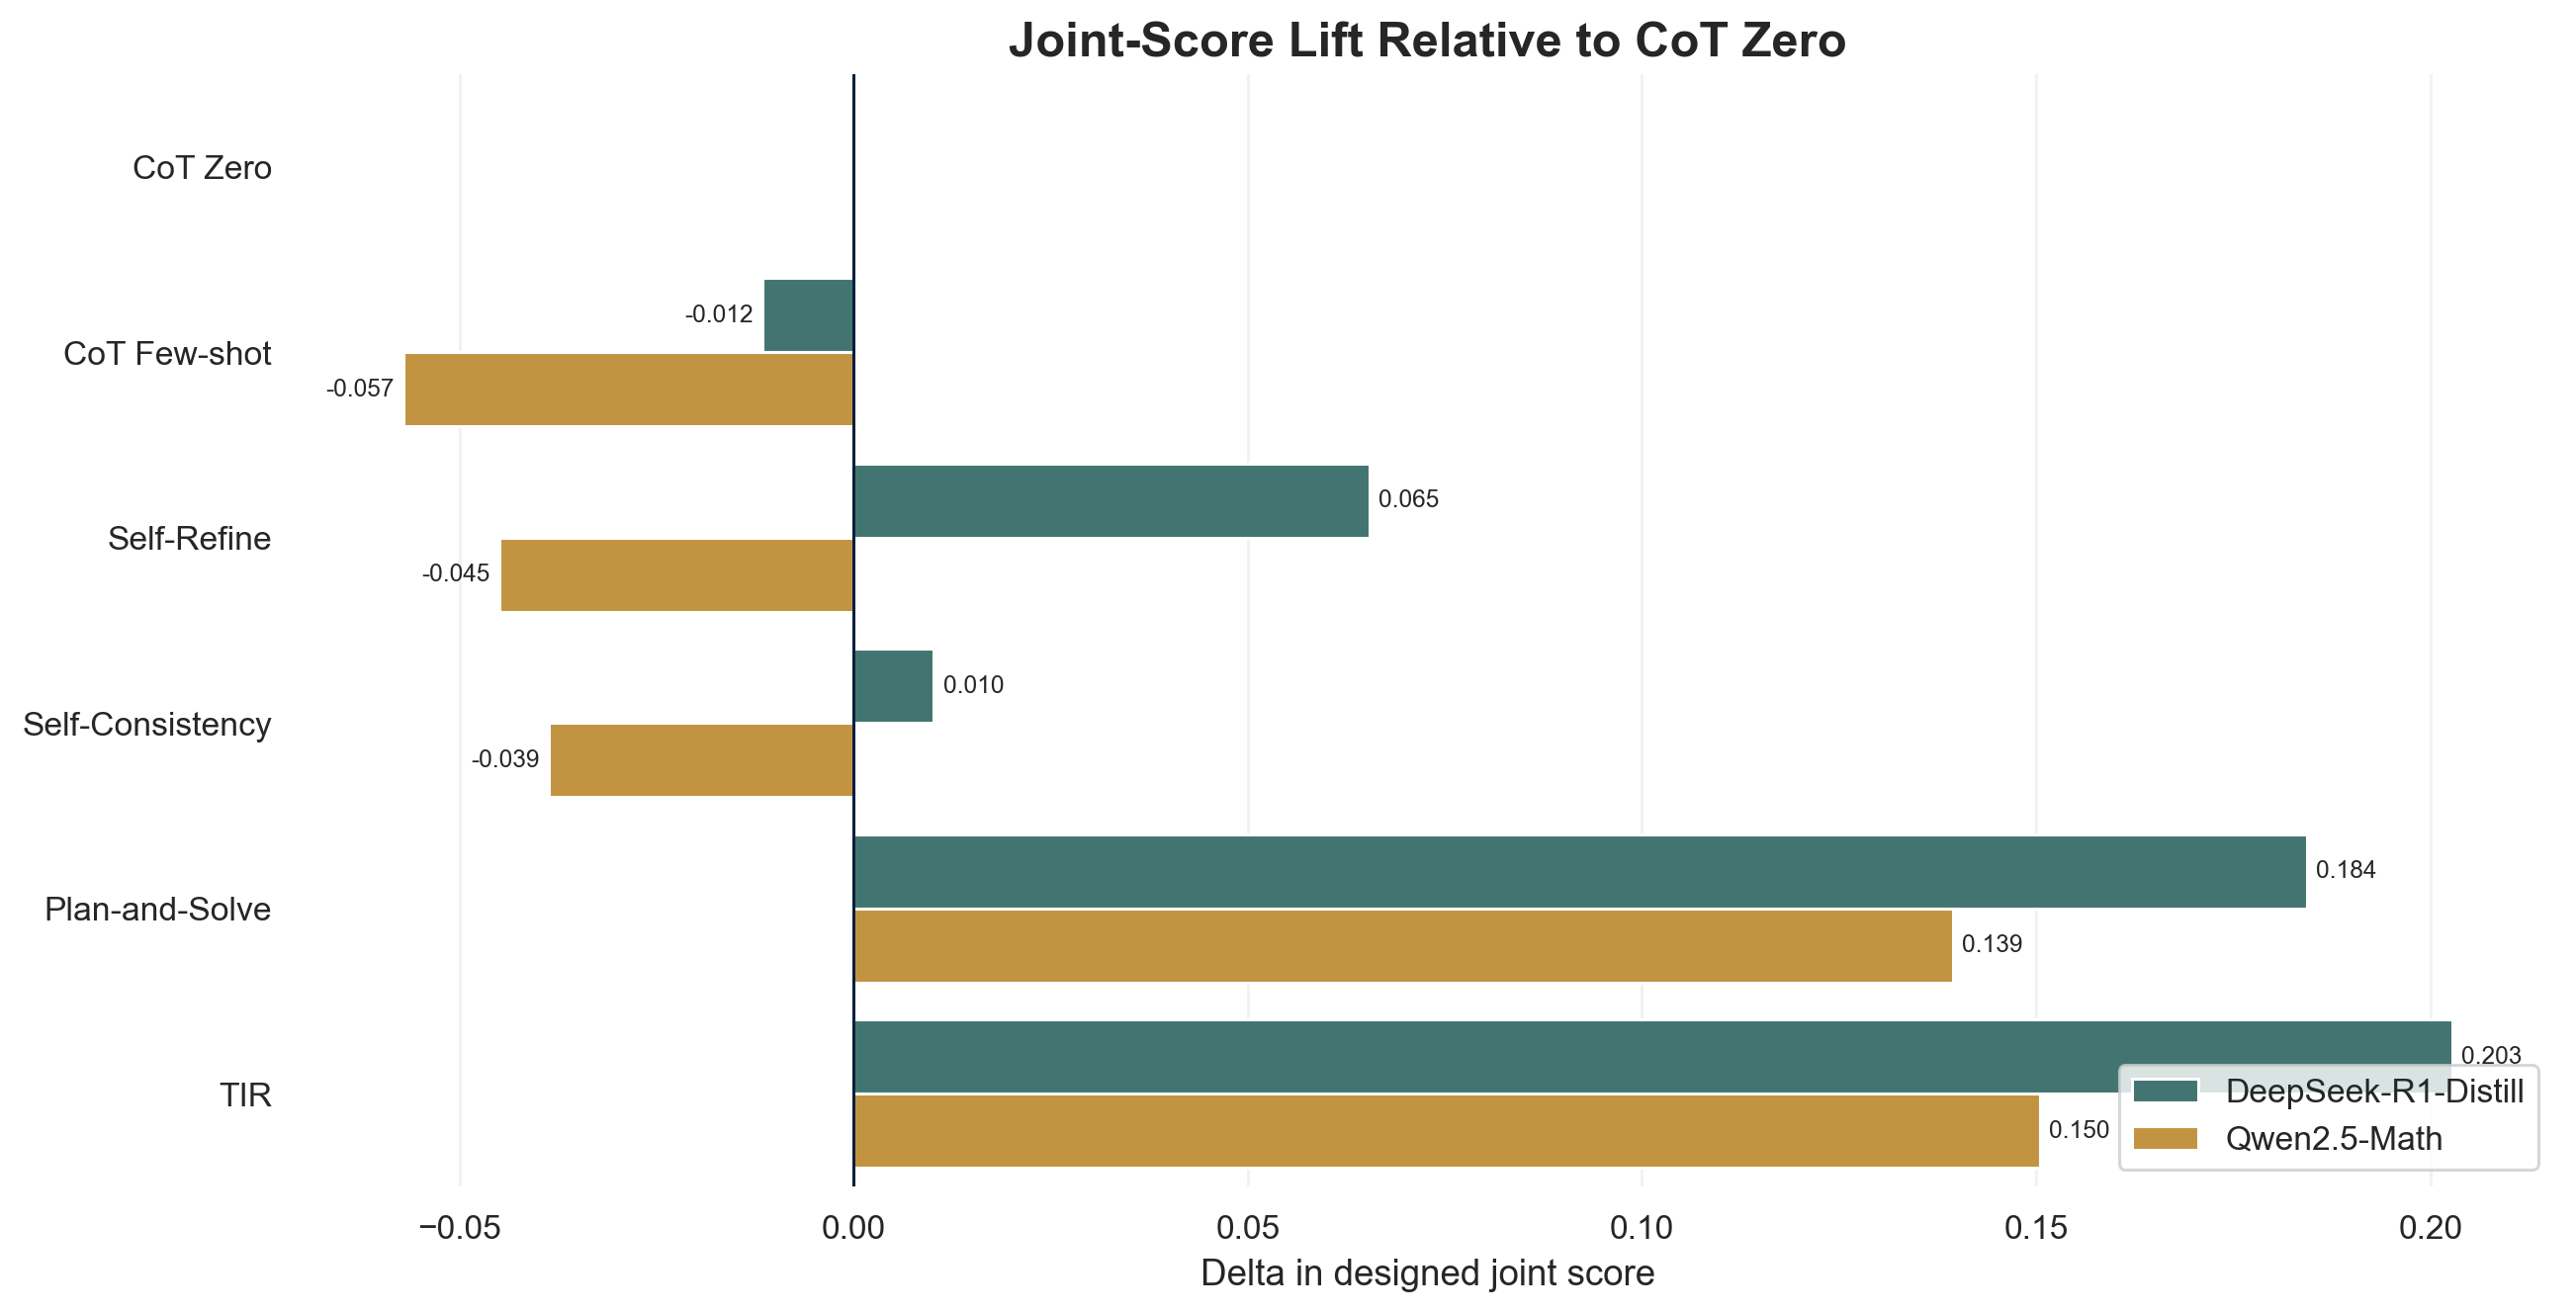 Joint-Score Lift Relative to CoT Zero
CoT Zero
CoT Few-shot
-0.012
-0.057
Self-Refine
0.065
-0.045
Self-Consistency
0.010
-0.039
Plan-and-Solve
0.184
0.139
TIR
0.203
0.150
DeepSeek-R1-Distill
Qwen2.5-Math
−0.05 0.00 0.05 0.10 0.15 0.20
Delta in designed joint score